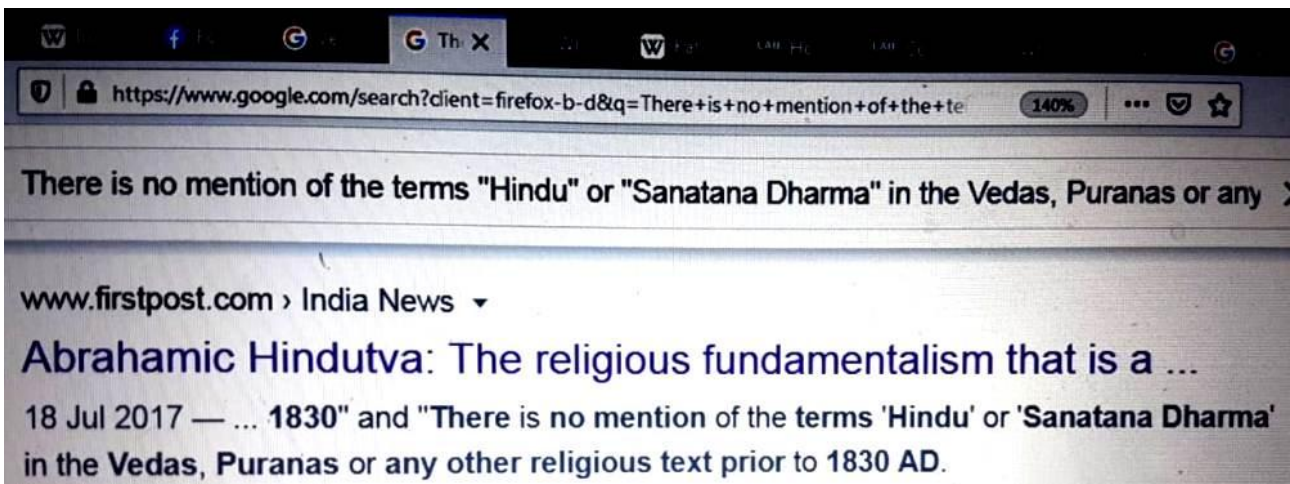 Th
https://www.google.com/search?client=firefox-b-d&q=There+is+no+mention+of+the+te 140%
There is no mention of the terms "Hindu" or "Sanatana Dharma" in the Vedas, Puranas or any
www.firstpost.com › India News
Abrahamic Hindutva: The religious fundamentalism that is a ...
18 Jul 2017 — ... 1830" and "There is no mention of the terms 'Hindu' or 'Sanatana Dharma'
in the Vedas, Puranas or any other religious text prior to 1830 AD.